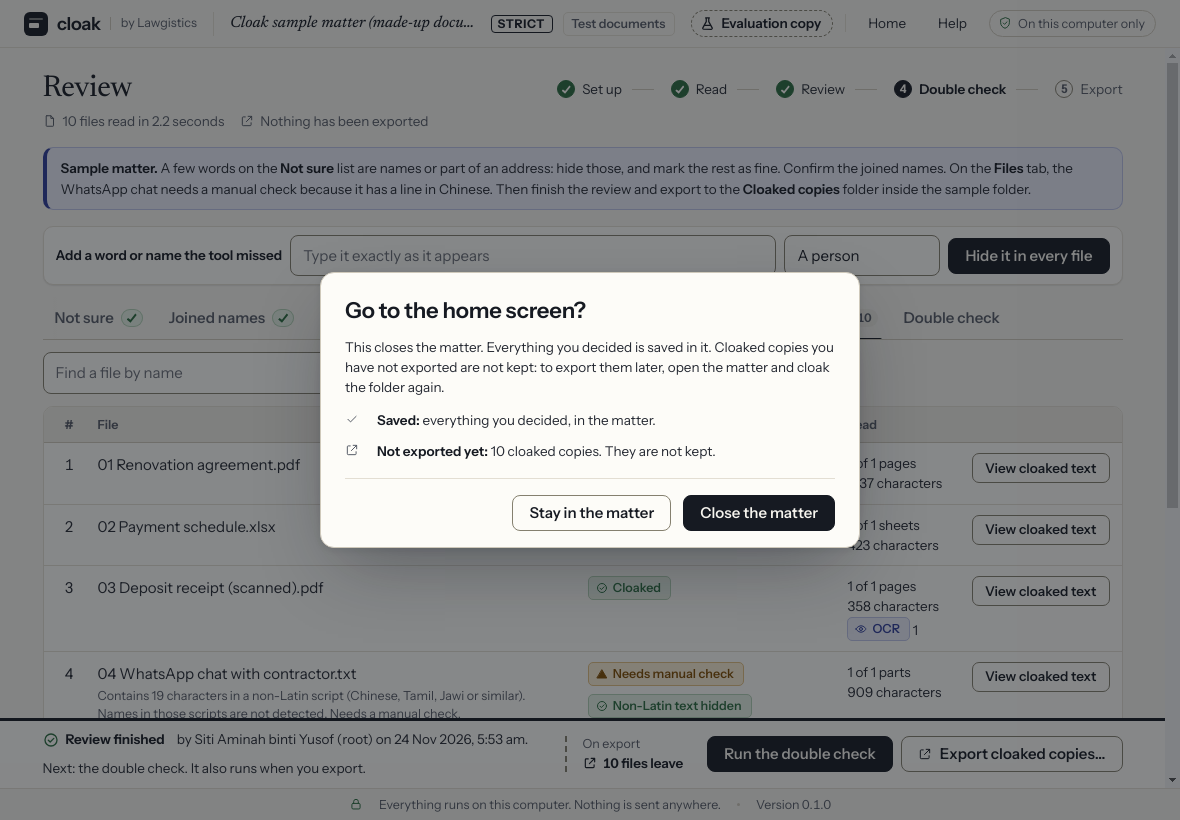 cloak
by Lawgistics
Cloak sample matter (made-up docu...
STRICT
Test documents
Evaluation copy
Home
Help
On this computer only
Review
Set up
Read
Review
4 Double check
5 Export
10 files read in 2.2 seconds
Nothing has been exported
Sample matter. A few words on the Not sure list are names or part of an address: hide those, and mark the rest as fine. Confirm the joined names. On the Files tab, the
WhatsApp chat needs a manual check because it has a line in Chinese. Then finish the review and export to the Cloaked copies folder inside the sample folder.
Add a word or name the tool missed
Type it exactly as it appears
A person
Hide it in every file
Not sure
Joined names
10
Double check
Find a file by name
Go to the home screen?
This closes the matter. Everything you decided is saved in it. Cloaked copies you
have not exported are not kept: to export them later, open the matter and cloak
the folder again.
Saved: everything you decided, in the matter.
Not exported yet: 10 cloaked copies. They are not kept.
Stay in the matter
Close the matter
#
File
1
01 Renovation agreement.pdf
of 1 pages
characters
View cloaked text
2
02 Payment schedule.xlsx
of 1 sheets
characters
View cloaked text
3
03 Deposit receipt (scanned).pdf
Cloaked
1 of 1 pages
358 characters
OCR 1
View cloaked text
4
04 WhatsApp chat with contractor.txt
Contains 19 characters in a non-Latin script (Chinese, Tamil, Jawi or similar).
Names in those scripts are not detected. Needs a manual check.
Needs manual check
Non-Latin text hidden
1 of 1 parts
909 characters
View cloaked text
Review finished by Siti Aminah binti Yusof (root) on 24 Nov 2026, 5:53 am.
Next: the double check. It also runs when you export.
On export
10 files leave
Run the double check
Export cloaked copies...
Everything runs on this computer. Nothing is sent anywhere.
·
Version 0.1.0